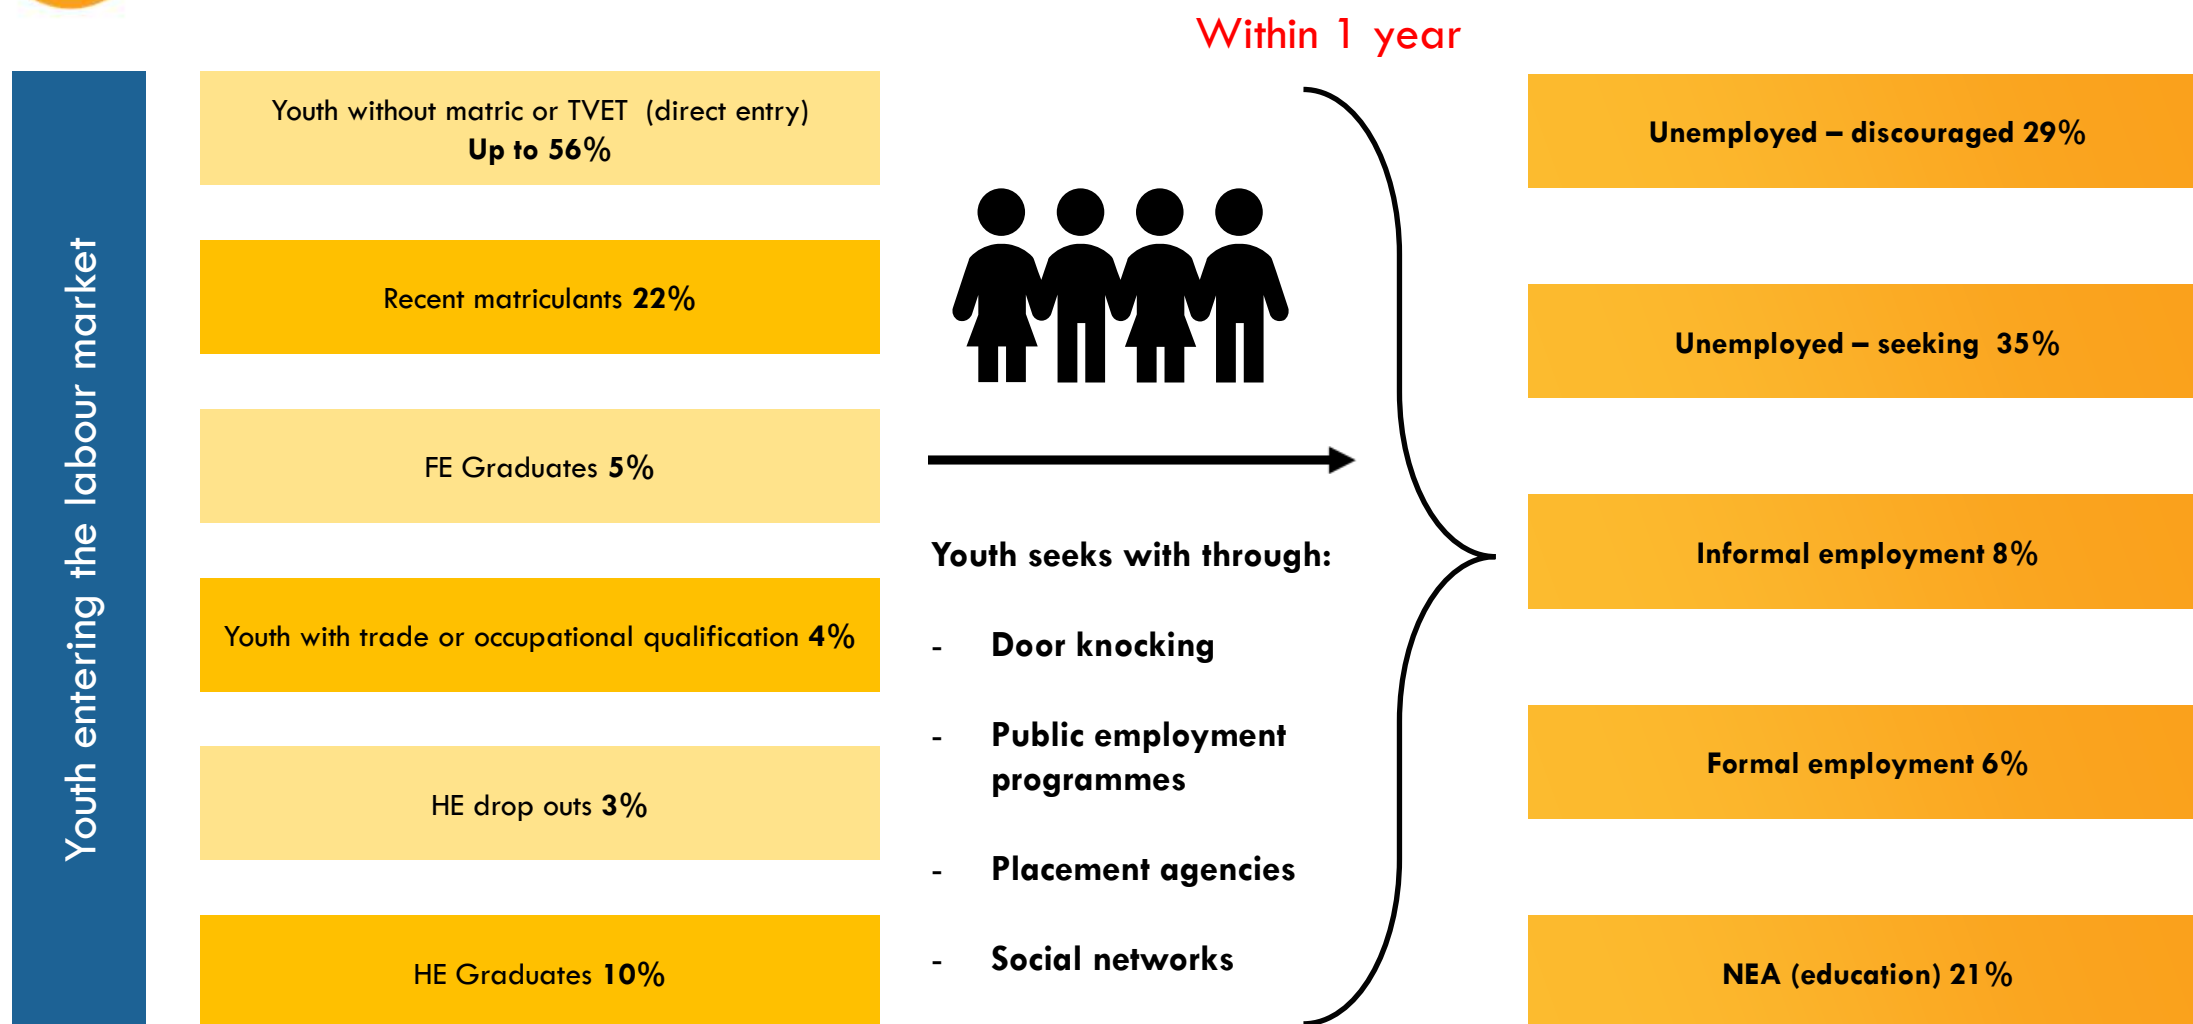 Within 1 year
Youth entering the labour market
Youth without matric or TVET (direct entry)
Up to 56%
Recent matriculants 22%
FE Graduates 5%
Youth with trade or occupational qualification 4%
HE drop outs 3%
HE Graduates 10%
Youth seeks with through:
- Door knocking
- Public employment
programmes
- Placement agencies
- Social networks
Unemployed – discouraged 29%
Unemployed – seeking 35%
Informal employment 8%
Formal employment 6%
NEA (education) 21%